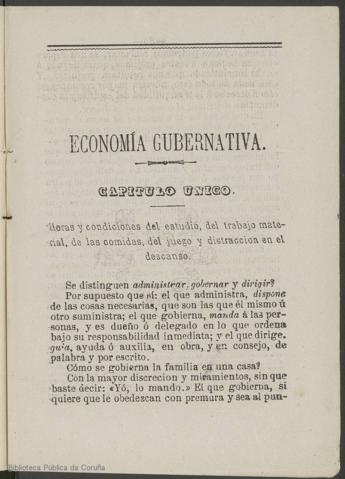 ECONOMÍA GUBERNATIVA.
CAPITULO UNICO.
Horas y condiciones del estudio, del trabajo mate-
rial, de las comidas, del juego y distraccion en el
descanso.
Se distinguen administrar, gobernar y dirigir?
Por supuesto que sí: el que administra, dispone
de las cosas necesarias, que son las que él mismo ú
otro suministra; el que gobierna, manda á las per-
sonas, y es dueño ó delegado en lo que ordena
bajo su responsabilidad inmediata; y el que dirige,
guía, ayuda ó auxilia, en obra, y en consejo, de
palabra y por escrito.
Cómo se gobierna la familia en una casa?
Con la mayor discrecion y miramientos, sin que
baste decir: «Yó, lo mando.» El que gobierna, si
quiere que le obedezcan con premura y sea al pun-
Biblioteca Pública da Coruña